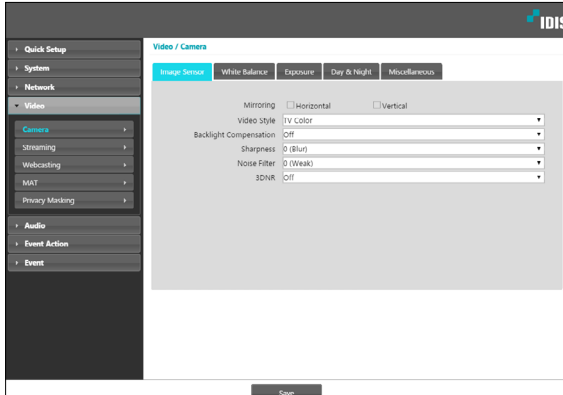 IDIS
Quick Setup
System
Network
Video
Camera
Streaming
Webcasting
MAT
Privacy Masking
Audio
Event Action
Event
Video / Camera
Image Sensor White Balance Exposure Day & Night Miscellaneous
Mirroring Horizontal Vertical
Video Style TV Color
Backlight Compensation Off
Sharpness 0 (Blur)
Noise Filter 0 (Weak)
3DNR Off
Save